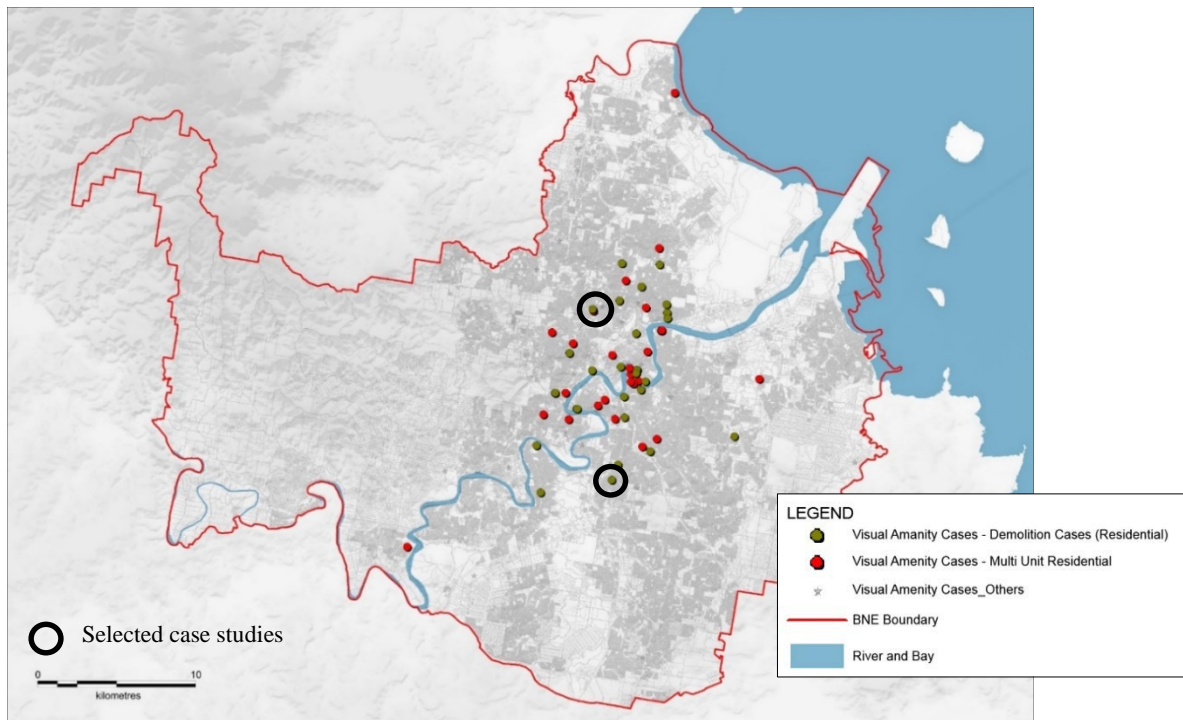 LEGEND
Visual Amanity Cases - Demolition Cases (Residential)
Visual Amenity Cases - Multi Unit Residential
Visual Amenity Cases_Others
BNE Boundary
River and Bay
Selected case studies
0 10
kilometres